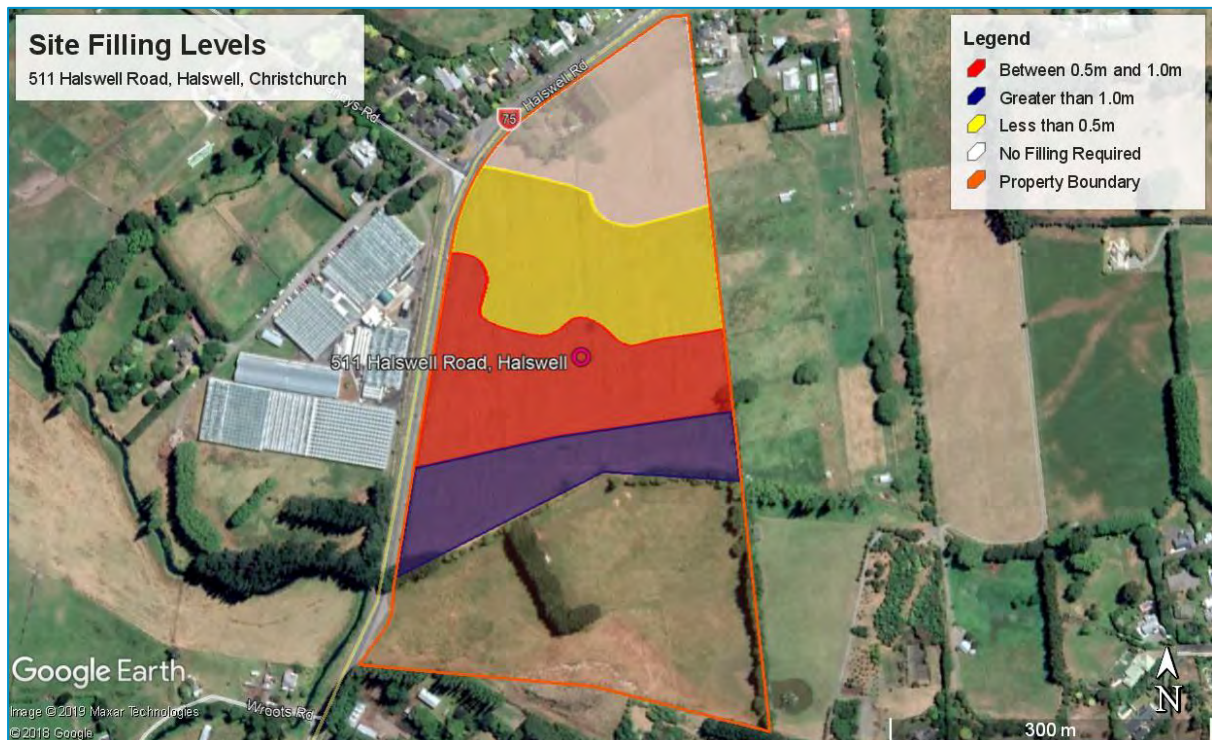 Site Filling Levels
511 Halswell Road, Halswell, Christchurch
Legend
Between 0.5m and 1.0m
Greater than 1.0m
Less than 0.5m
No Filling Required
Property Boundary
Halswell Rd
75
Rd
511 Halswell Road, Halswell
Google Earth
Image © 2019 Maxar Technologies
© 2018 Google
Wroots Rd
N
300 m